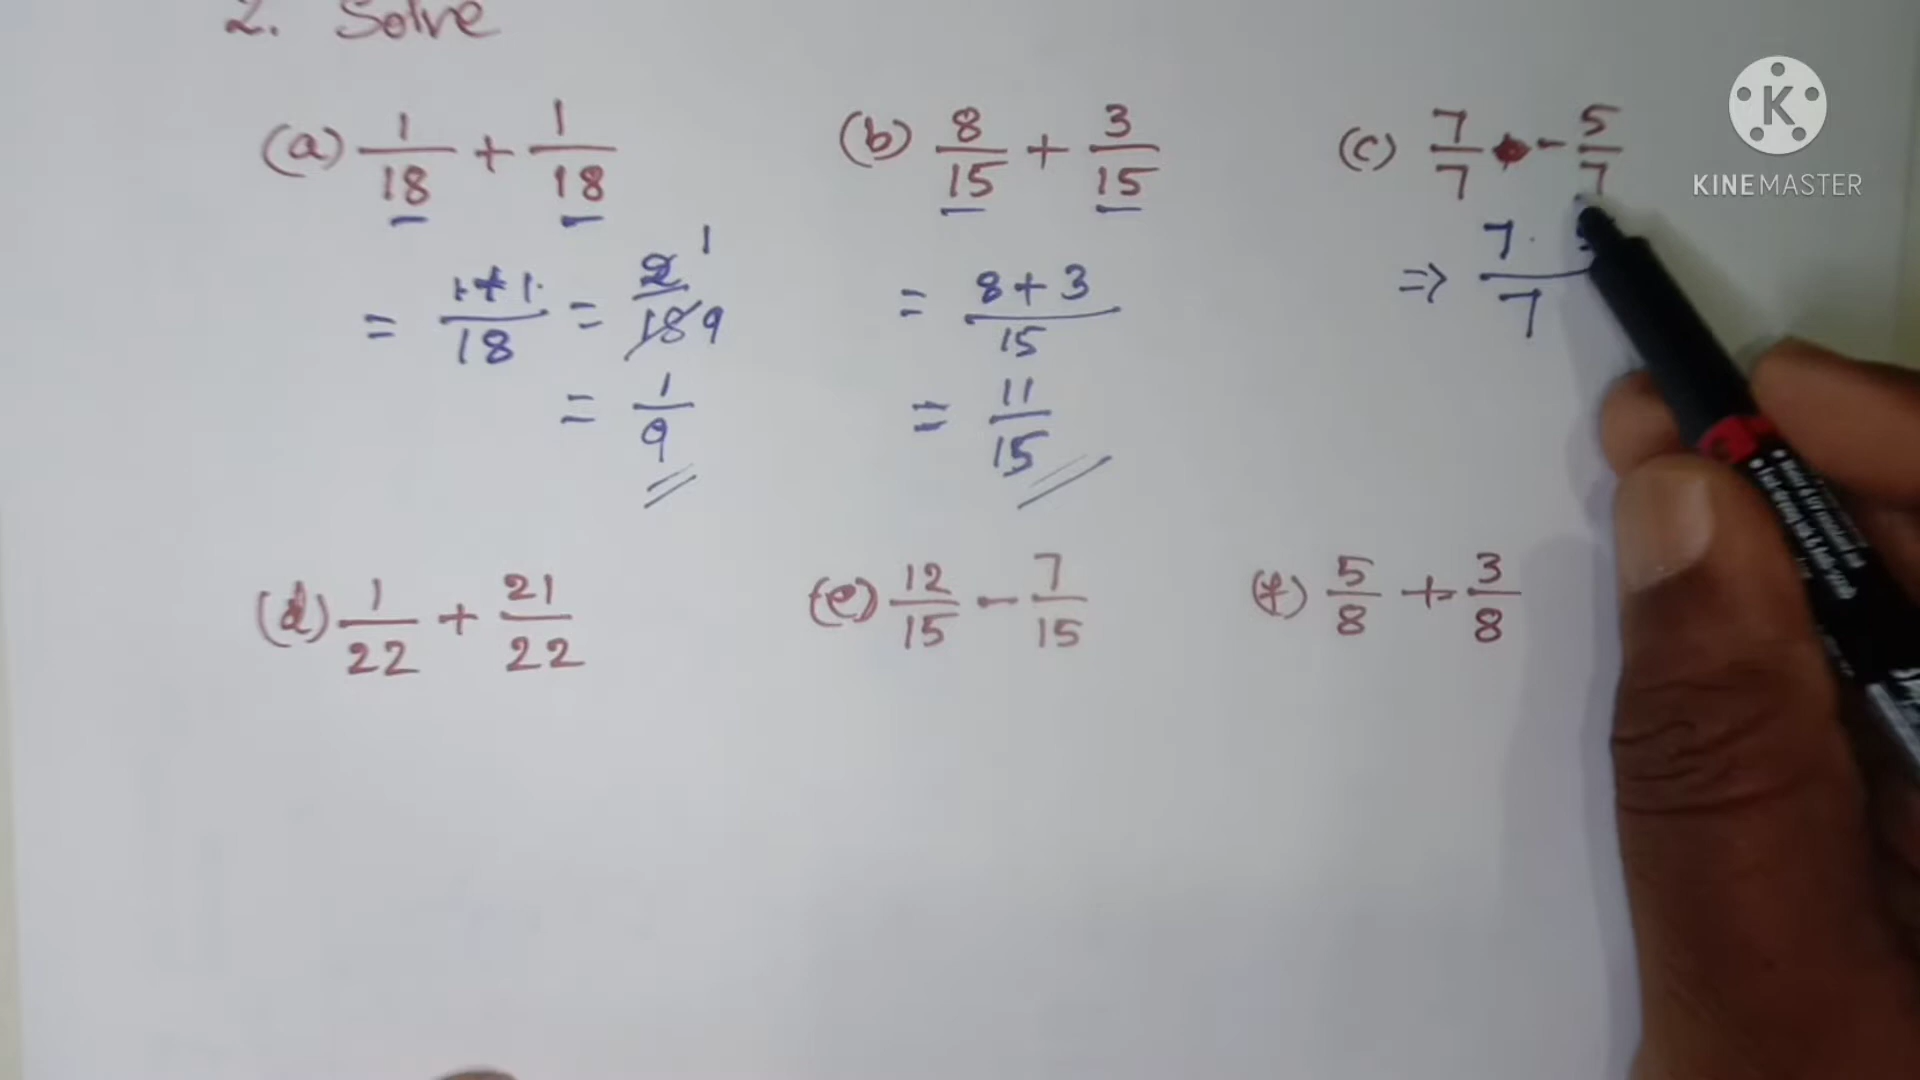 2. Solve
(a) 1/18 + 1/18 (b) 8/15 + 3/15 (c) 7/7 - 5/7
= 1+1/18 = 2/18 1 9 = 8+3/15 => 7 5/7
= 1/9 = 11/15
(d) 1/22 + 21/22 (e) 12/15 - 7/15 (f) 5/8 + 3/8
K
KINEMASTER